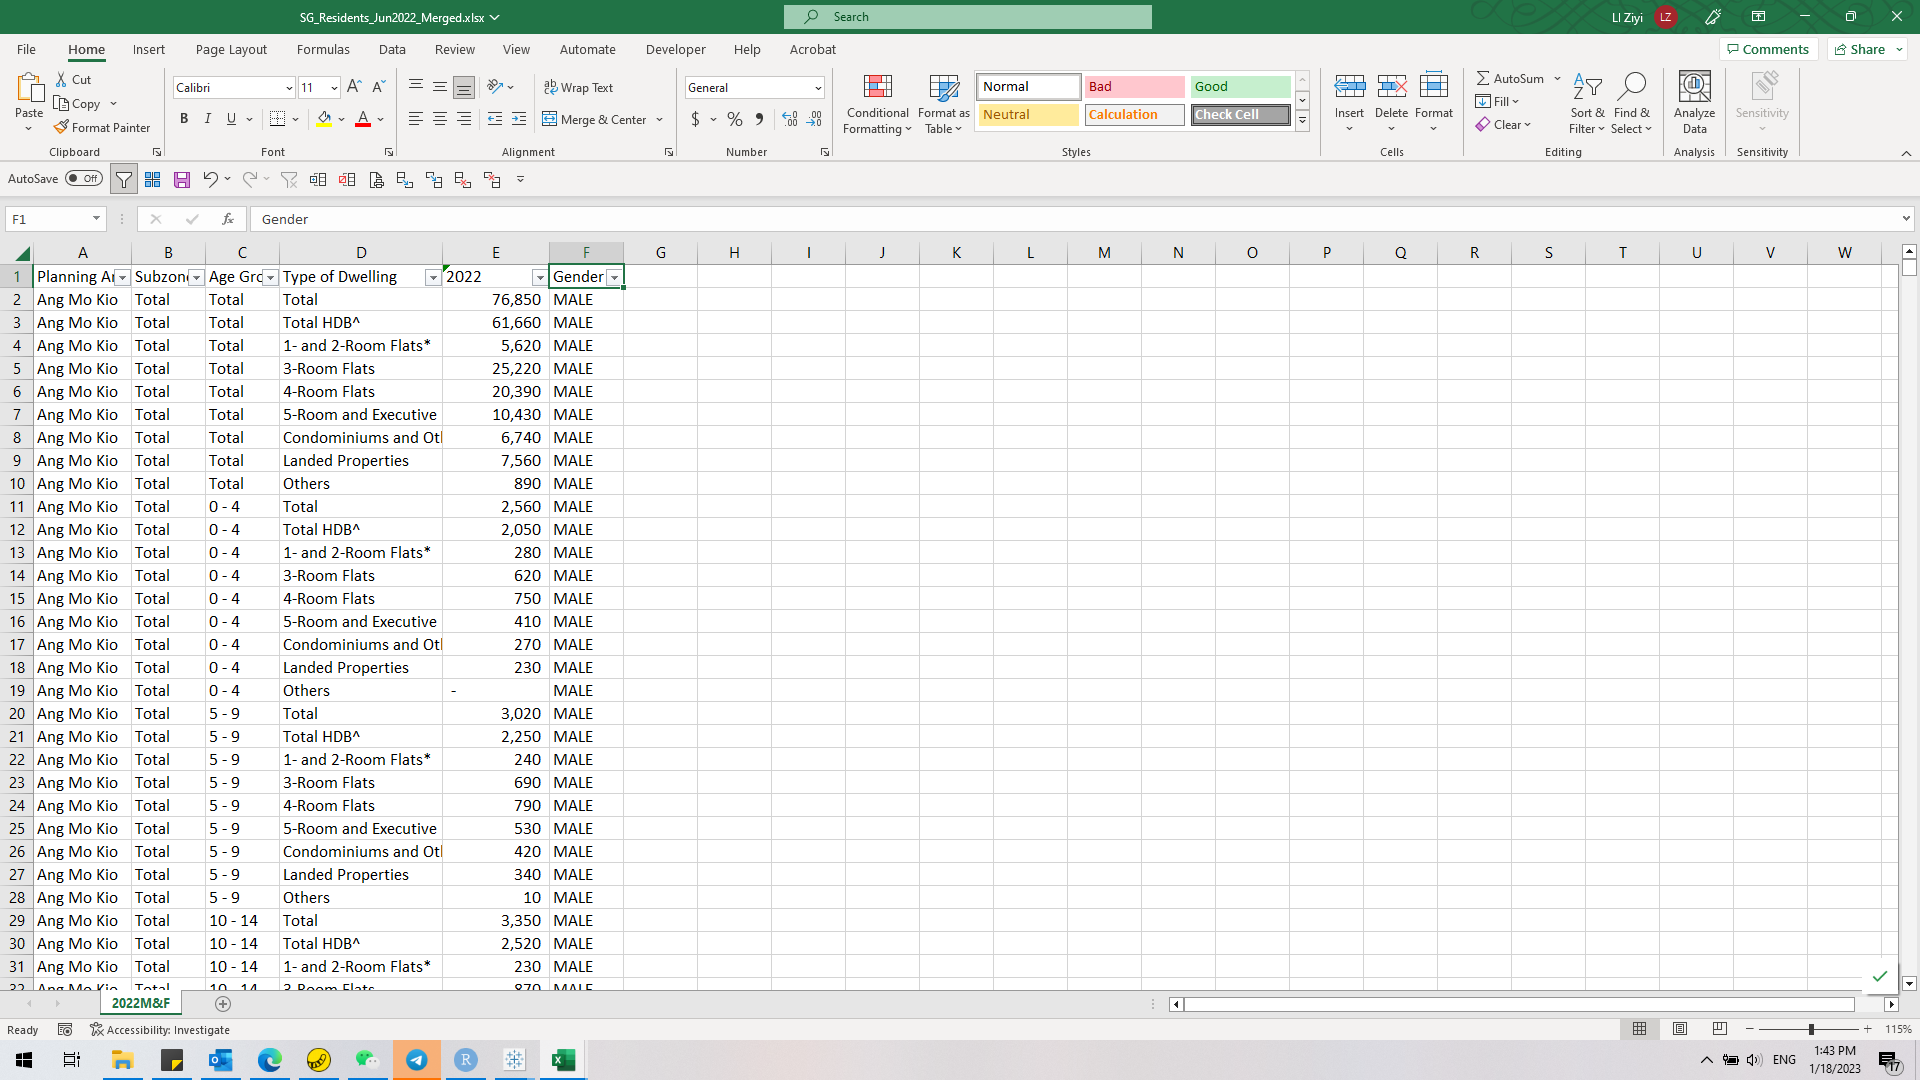 SG_Residents_Jun2022_Merged.xlsx
Search
LI Ziyi LZ
File Home Insert Page Layout Formulas Data Review View Automate Developer Help Acrobat Comments Share
Paste Cut Copy Format Painter
Calibri 11 Wrap Text Merge & Center
General
Conditional Formatting Format as Table
Normal Bad Good
Neutral Calculation Check Cell
Insert Delete Format
AutoSum Fill Clear
Sort & Filter Find & Select
Analyze Data
Sensitivity
Clipboard Font Alignment Number Styles Cells Editing Analysis Sensitivity
AutoSave Off
F1 fx Gender
A B C D E F G H I J K L M N O P Q R S T U V W
1 Planning Ar Subzon Age Gro Type of Dwelling 2022 Gender
2 Ang Mo Kio Total Total Total 76,850 MALE
3 Ang Mo Kio Total Total Total HDB^ 61,660 MALE
4 Ang Mo Kio Total Total 1- and 2-Room Flats* 5,620 MALE
5 Ang Mo Kio Total Total 3-Room Flats 25,220 MALE
6 Ang Mo Kio Total Total 4-Room Flats 20,390 MALE
7 Ang Mo Kio Total Total 5-Room and Executive 10,430 MALE
8 Ang Mo Kio Total Total Condominiums and Otl 6,740 MALE
9 Ang Mo Kio Total Total Landed Properties 7,560 MALE
10 Ang Mo Kio Total Total Others 890 MALE
11 Ang Mo Kio Total 0 - 4 Total 2,560 MALE
12 Ang Mo Kio Total 0 - 4 Total HDB^ 2,050 MALE
13 Ang Mo Kio Total 0 - 4 1- and 2-Room Flats* 280 MALE
14 Ang Mo Kio Total 0 - 4 3-Room Flats 620 MALE
15 Ang Mo Kio Total 0 - 4 4-Room Flats 750 MALE
16 Ang Mo Kio Total 0 - 4 5-Room and Executive 410 MALE
17 Ang Mo Kio Total 0 - 4 Condominiums and Otl 270 MALE
18 Ang Mo Kio Total 0 - 4 Landed Properties 230 MALE
19 Ang Mo Kio Total 0 - 4 Others - MALE
20 Ang Mo Kio Total 5 - 9 Total 3,020 MALE
21 Ang Mo Kio Total 5 - 9 Total HDB^ 2,250 MALE
22 Ang Mo Kio Total 5 - 9 1- and 2-Room Flats* 240 MALE
23 Ang Mo Kio Total 5 - 9 3-Room Flats 690 MALE
24 Ang Mo Kio Total 5 - 9 4-Room Flats 790 MALE
25 Ang Mo Kio Total 5 - 9 5-Room and Executive 530 MALE
26 Ang Mo Kio Total 5 - 9 Condominiums and Otl 420 MALE
27 Ang Mo Kio Total 5 - 9 Landed Properties 340 MALE
28 Ang Mo Kio Total 5 - 9 Others 10 MALE
29 Ang Mo Kio Total 10 - 14 Total 3,350 MALE
30 Ang Mo Kio Total 10 - 14 Total HDB^ 2,520 MALE
31 Ang Mo Kio Total 10 - 14 1- and 2-Room Flats* 230 MALE
32 Ang Mo Kio Total 10 - 14 3-Room Flats 870 MALE
2022M&F
Ready Accessibility: Investigate 115%
ENG 1:43 PM
1/18/2023 17